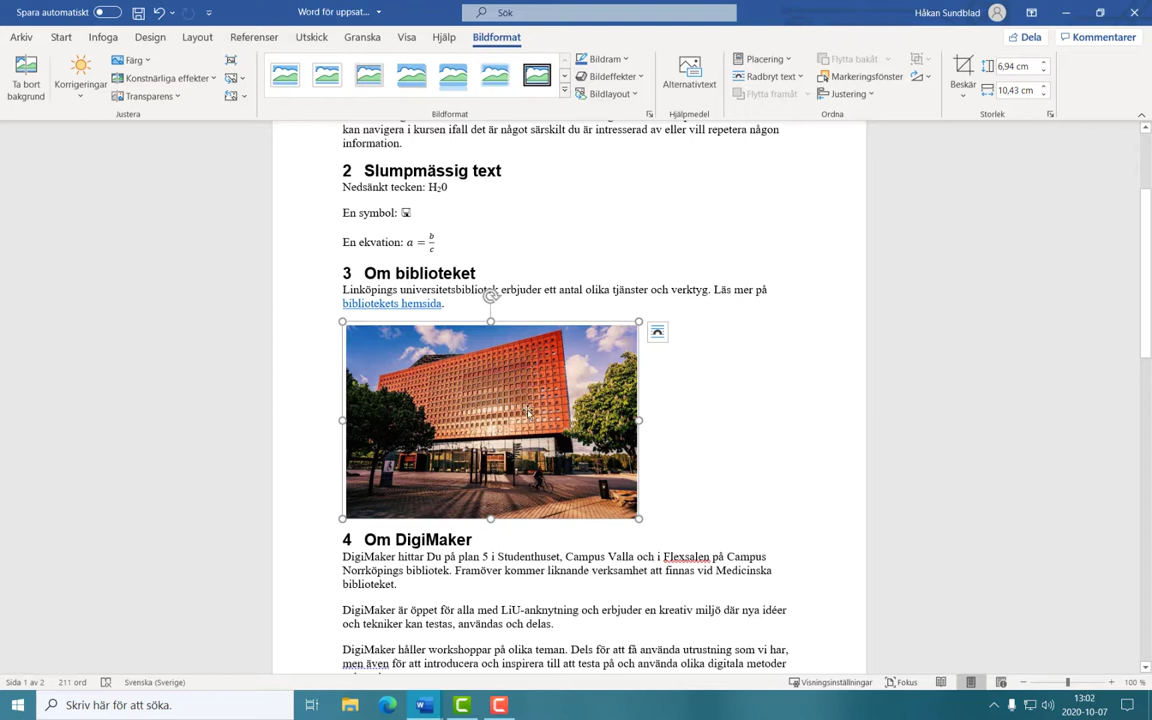 Spara automatiskt
Word för uppsat...
Sök
Håkan Sundblad
Arkiv Start Infoga Design Layout Referenser Utskick Granska Visa Hjälp Bildformat
Dela Kommentarer
Ta bort bakgrund
Korrigeringar
Färg
Konstnärliga effekter
Transparens
Justera
Bildformat
Bildram
Bildeffekter
Bildlayout
Alternativtext
Hjälpmedel
Placering
Radbryt text
Flytta framåt
Flytta bakåt
Markeringsfönster
Justering
Ordna
Beskär
6,94 cm
10,43 cm
Storlek
kan navigera i kursen ifall det är något särskilt du är intresserad av eller vill repetera någon
information.
2 Slumpmässig text
Nedsänkt tecken: H₂0
En symbol:
En ekvation: a = b/c
3 Om biblioteket
Linköpings universitetsbibliotek erbjuder ett antal olika tjänster och verktyg. Läs mer på
bibliotekets hemsida.
4 Om DigiMaker
DigiMaker hittar Du på plan 5 i Studenthuset, Campus Valla och i Flexsalen på Campus
Norrköpings bibliotek. Framöver kommer liknande verksamhet att finnas vid Medicinska
biblioteket.
DigiMaker är öppet för alla med LiU-anknytning och erbjuder en kreativ miljö där nya idéer
och tekniker kan testas, användas och delas.
DigiMaker håller workshoppar på olika teman. Dels för att få använda utrustning som vi har,
men även för att introducera och inspirera till att testa på och använda olika digitala metoder
Sida 1 av 2
211 ord
Svenska (Sverige)
Visningsinställningar
Fokus
100 %
Skriv här för att söka.
13:02
2020-10-07